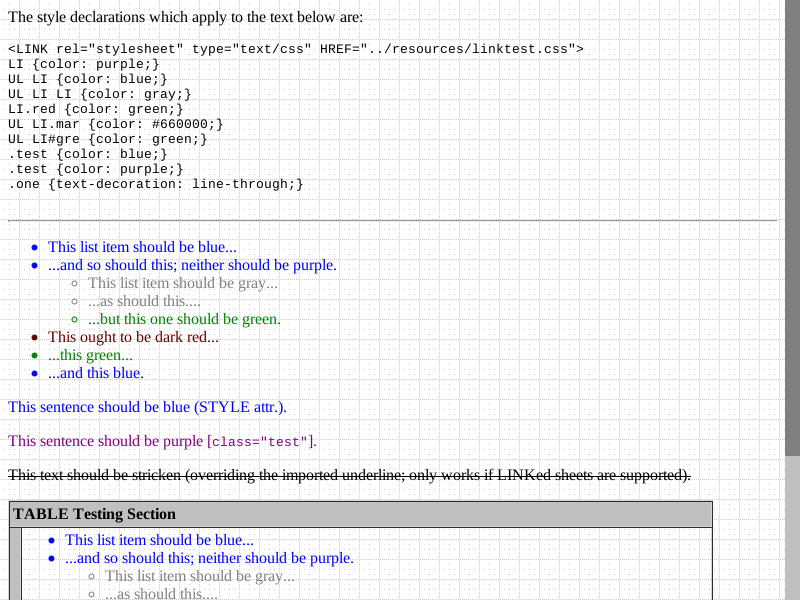 The style declarations which apply to the text below are:
<LINK rel="stylesheet" type="text/css" HREF="../resources/linktest.css">
LI {color: purple;}
UL LI {color: blue;}
UL LI LI {color: gray;}
LI.red {color: green;}
UL LI.mar {color: #660000;}
UL LI#gre {color: green;}
.test {color: blue;}
.test {color: purple;}
.one {text-decoration: line-through;}
This list item should be blue...
...and so should this; neither should be purple.
This list item should be gray...
...as should this....
...but this one should be green.
This ought to be dark red...
...this green...
...and this blue.
This sentence should be blue (STYLE attr.).
This sentence should be purple [class="test"].
This text should be stricken (overriding the imported underline; only works if LINKed sheets are supported).
TABLE Testing Section
This list item should be blue...
...and so should this; neither should be purple.
This list item should be gray...
...as should this....